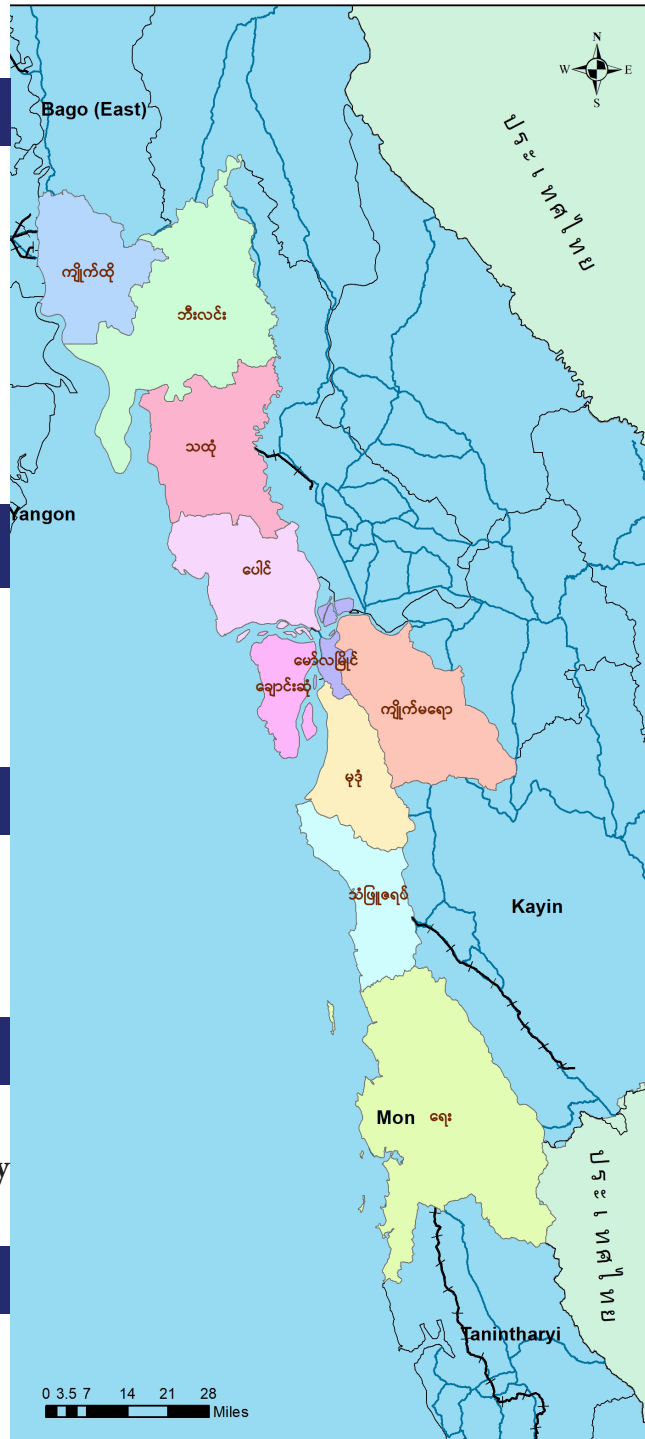 N
W E
S
Bago (East)
ประเทศไทย
ကျိုက်ထို
ဘီးလင်း
သထုံ
Yangon
ပေါင်
မော်လမြိုင်
ချောင်းဆုံ
ကျိုက်မရော
မုဒုံ
သံဖြူဇရပ်
Kayin
Mon ရေး
y
ประเทศไทย
Tanintharyi
0 3.5 7 14 21 28
Miles